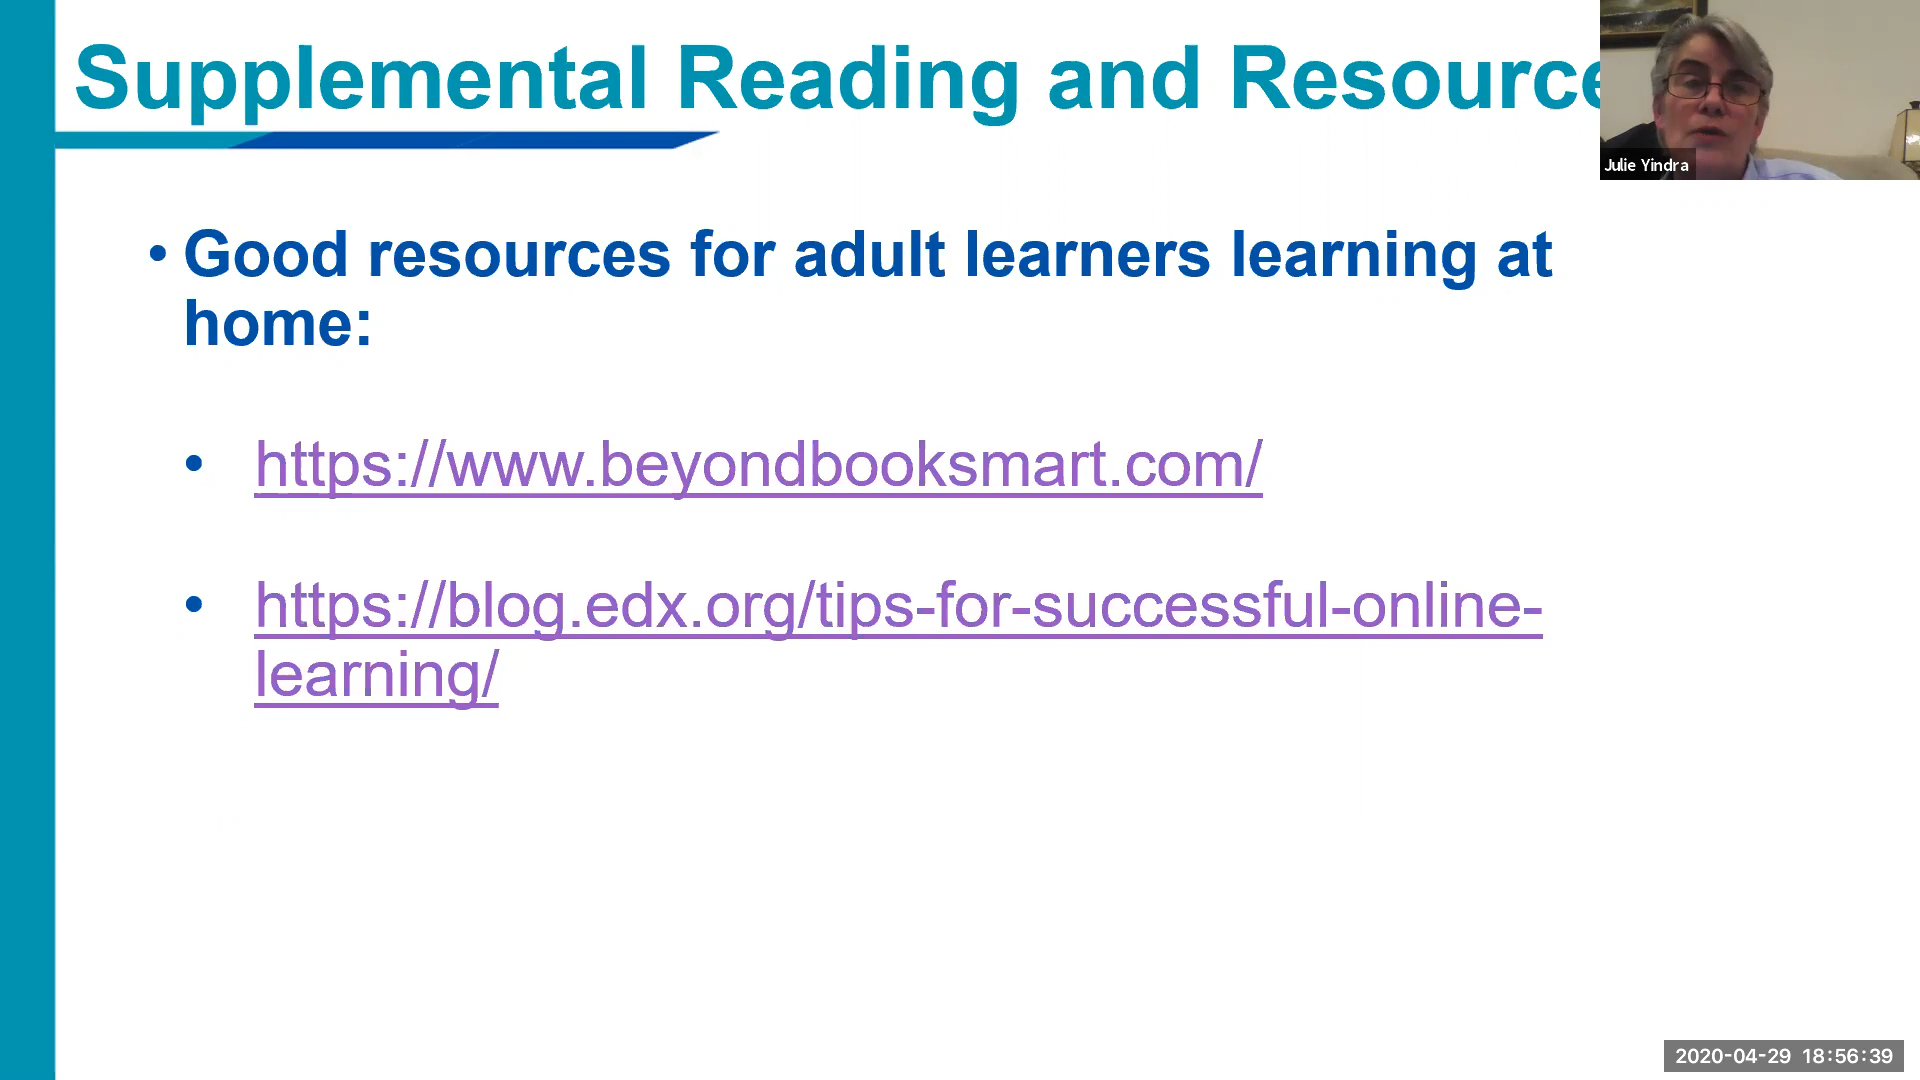 Supplemental Reading and Resource
Julie Yindra
• Good resources for adult learners learning at
home:
• https://www.beyondbooksmart.com/
• https://blog.edx.org/tips-for-successful-online-
learning/
2020-04-29 18:56:39